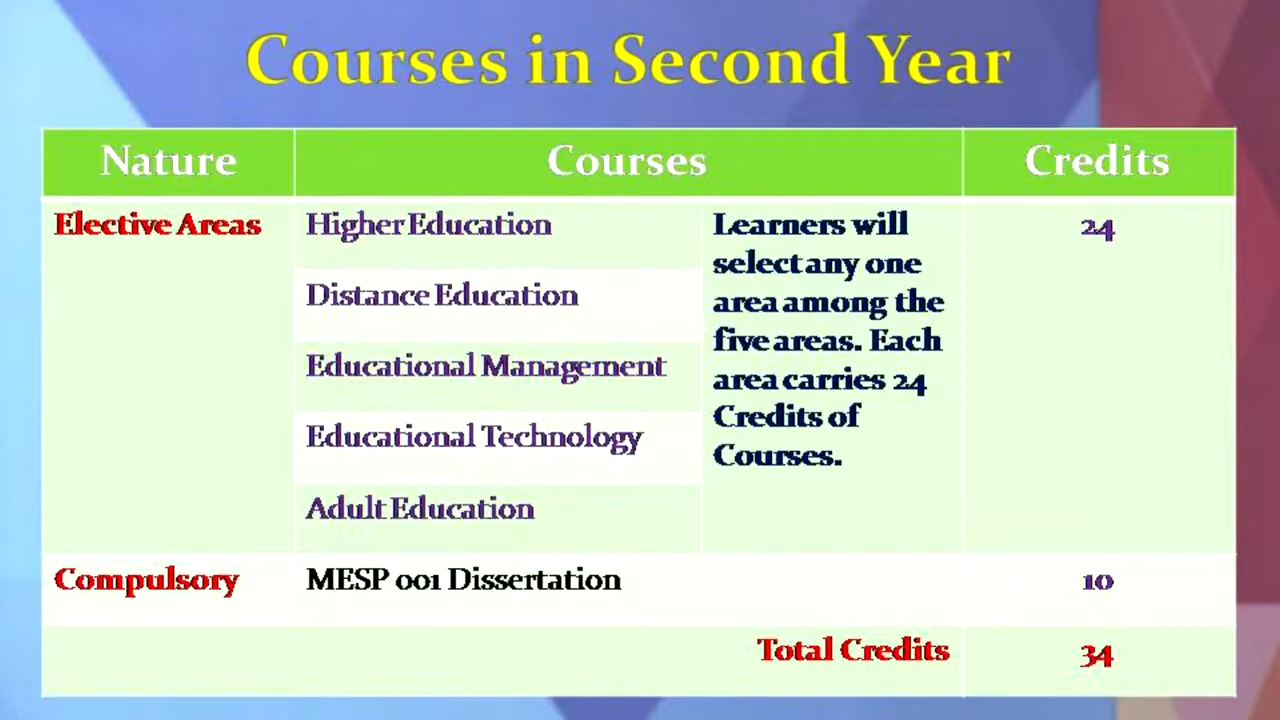 Courses in Second Year
Nature Courses Credits
Elective Areas
Higher Education
Distance Education
Educational Management
Educational Technology
Adult Education
Learners will
select any one
area among the
five areas. Each
area carries 24
Credits of
Courses.
24
Compulsory MESP 001 Dissertation 10
Total Credits 34